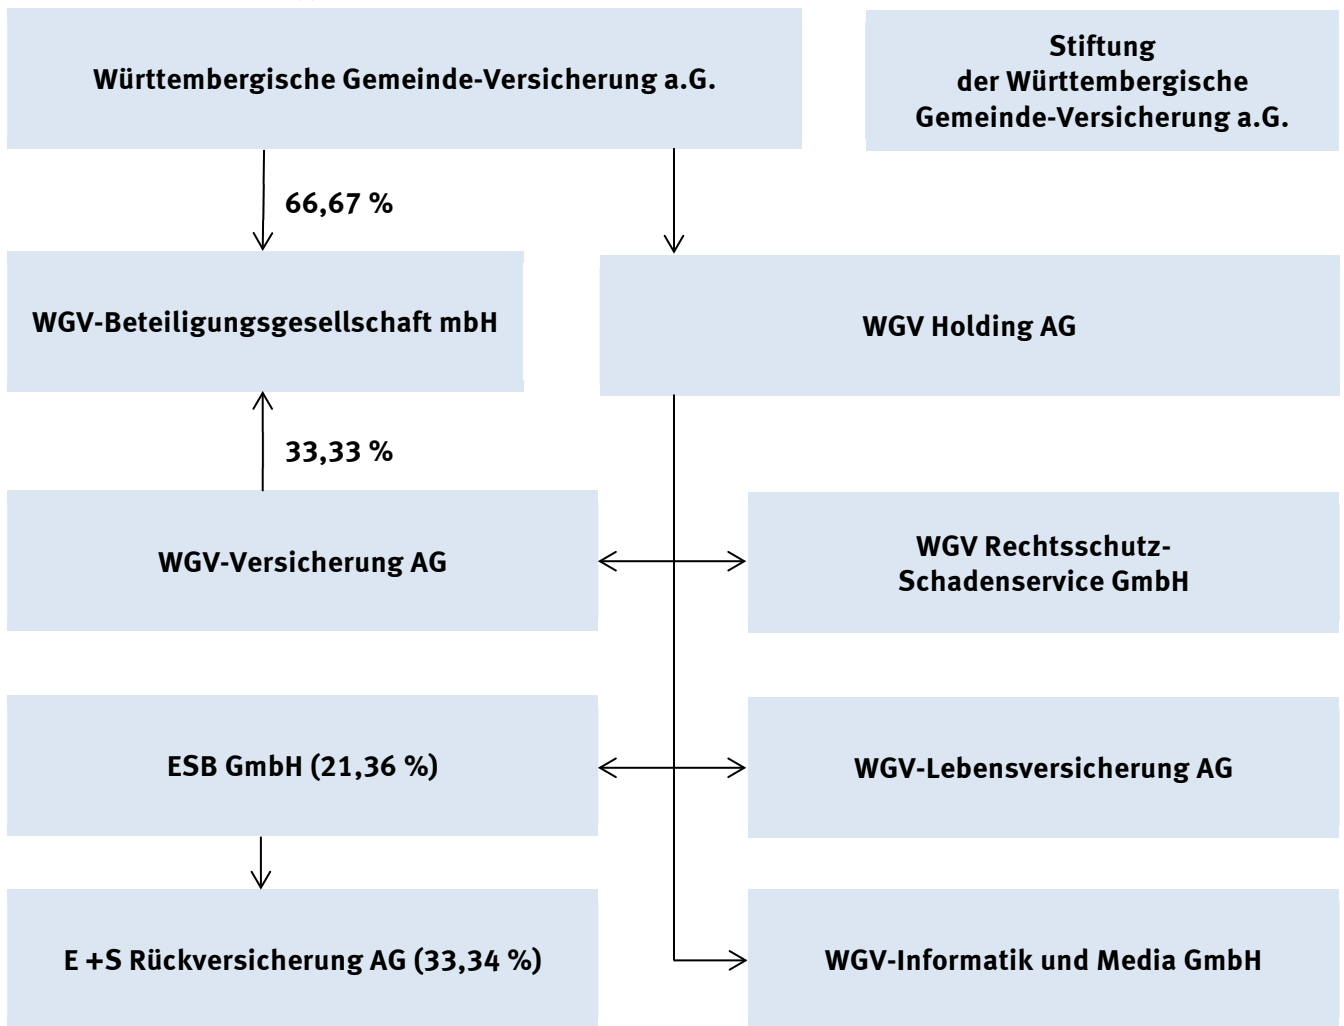 Württembergische Gemeinde-Versicherung a.G.
Stiftung
der Württembergische
Gemeinde-Versicherung a.G.
66,67 %
WGV-Beteiligungsgesellschaft mbH
WGV Holding AG
33,33 %
WGV-Versicherung AG
WGV Rechtsschutz-
Schadenservice GmbH
ESB GmbH (21,36 %)
WGV-Lebensversicherung AG
E +S Rückversicherung AG (33,34 %)
WGV-Informatik und Media GmbH